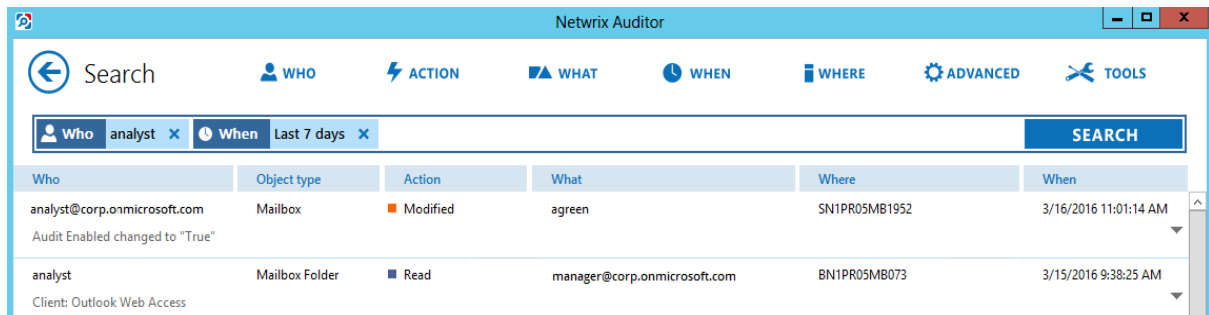 Netwrix Auditor
Search WHO ACTION WHAT WHEN WHERE ADVANCED TOOLS
Who analyst × When Last 7 days × SEARCH
Who Object type Action What Where When
analyst@corp.onmicrosoft.com Mailbox Modified agreen SN1PR05MB1952 3/16/2016 11:01:14 AM
Audit Enabled changed to "True"
analyst Mailbox Folder Read manager@corp.onmicrosoft.com BN1PR05MB073 3/15/2016 9:38:25 AM
Client: Outlook Web Access